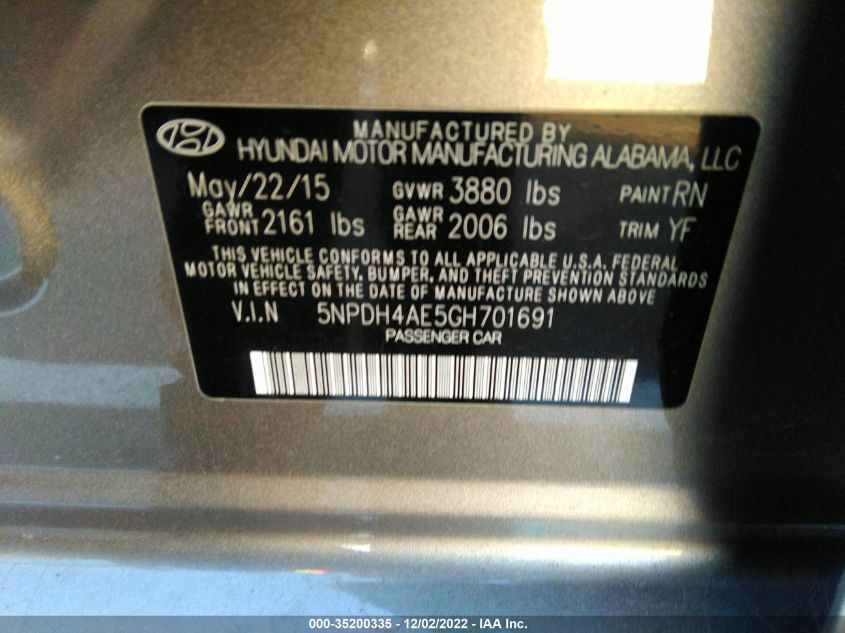 MANUFACTURED BY
HYUNDAI MOTOR MANUFACTURING ALABAMA, LLC
May/22/15 GVWR 3880 lbs PAINT RN
GAWR FRONT 2161 lbs GAWR REAR 2006 lbs TRIM YF
THIS VEHICLE CONFORMS TO ALL APPLICABLE U.S.A. FEDERAL
MOTOR VEHICLE SAFETY, BUMPER, AND THEFT PREVENTION STANDARDS
IN EFFECT ON THE DATE OF MANUFACTURE SHOWN ABOVE
V.I.N 5NPDH4AE5GH701691
PASSENGER CAR
000-35200335 - 12/02/2022 - IAA Inc.